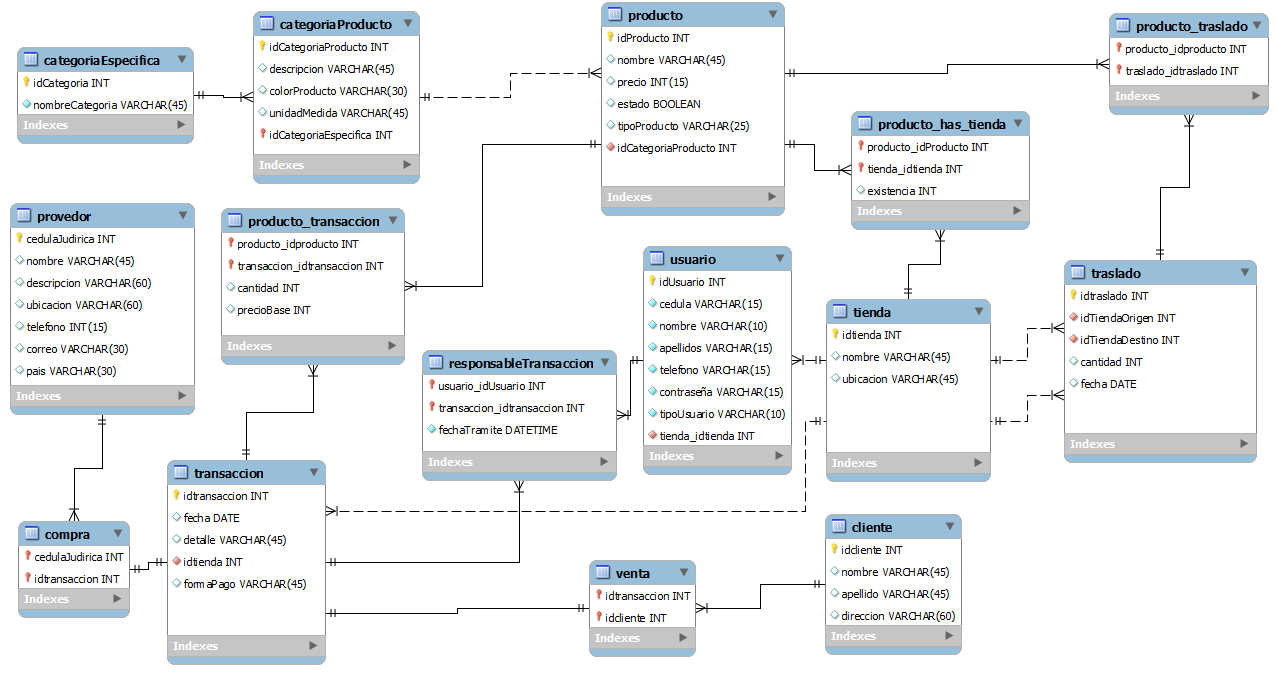 categoriaEspecifica
idCategoria INT
nombreCategoria VARCHAR(45)
Indexes
categoriaProducto
idCategoriaProducto INT
descripcion VARCHAR(45)
colorProducto VARCHAR(30)
unidadMedida VARCHAR(45)
idCategoriaEspecifica INT
Indexes
producto
idProducto INT
nombre VARCHAR(45)
precio INT(15)
estado BOOLEAN
tipoProducto VARCHAR(25)
idCategoriaProducto INT
Indexes
producto_traslado
producto_idproducto INT
traslado_idtraslado INT
Indexes
producto_has_tienda
producto_idProducto INT
tienda_idtienda INT
existencia INT
Indexes
provedor
cedulaJudirica INT
nombre VARCHAR(45)
descripcion VARCHAR(60)
ubicacion VARCHAR(60)
telefono INT(15)
correo VARCHAR(30)
pais VARCHAR(30)
Indexes
producto_transaccion
producto_idproducto INT
transaccion_idtransaccion INT
cantidad INT
precioBase INT
Indexes
usuario
idUsuario INT
cedula VARCHAR(15)
nombre VARCHAR(10)
apellidos VARCHAR(15)
telefono VARCHAR(15)
contraseña VARCHAR(15)
tipoUsuario VARCHAR(10)
tienda_idtienda INT
Indexes
tienda
idtienda INT
nombre VARCHAR(45)
ubicacion VARCHAR(45)
Indexes
traslado
idtraslado INT
idTiendaOrigen INT
idTiendaDestino INT
cantidad INT
fecha DATE
Indexes
responsableTransaccion
usuario_idUsuario INT
transaccion_idtransaccion INT
fechaTramite DATETIME
Indexes
transaccion
idtransaccion INT
fecha DATE
detalle VARCHAR(45)
idtienda INT
formaPago VARCHAR(45)
Indexes
compra
cedulaJudirica INT
idtransaccion INT
Indexes
venta
idtransaccion INT
idcliente INT
Indexes
cliente
idcliente INT
nombre VARCHAR(45)
apellido VARCHAR(45)
direccion VARCHAR(60)
Indexes